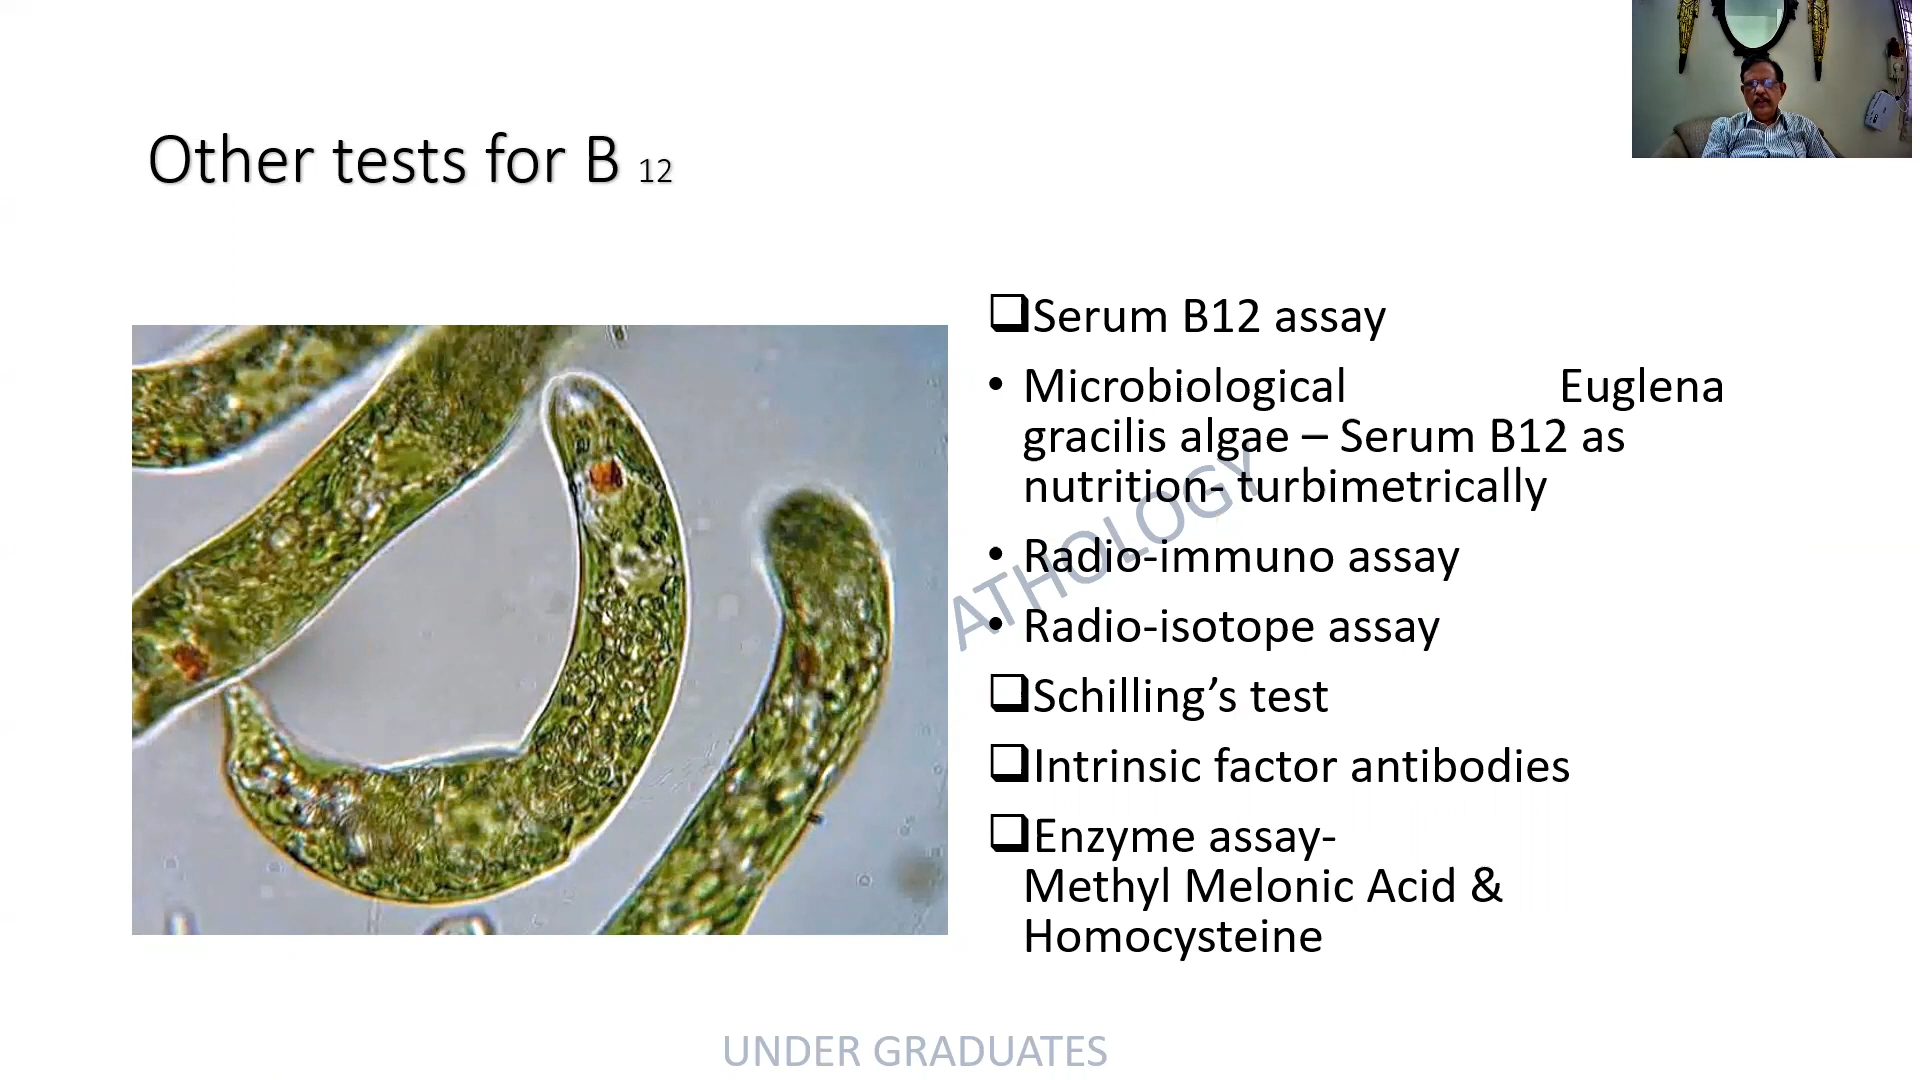 Other tests for B 12
❑Serum B12 assay
• Microbiological Euglena
gracilis algae – Serum B12 as
nutrition- turbimetrically
• Radio-immuno assay
• Radio-isotope assay
❑Schilling’s test
❑Intrinsic factor antibodies
❑Enzyme assay-
Methyl Melonic Acid &
Homocysteine
ATHOLOGY
UNDER GRADUATES